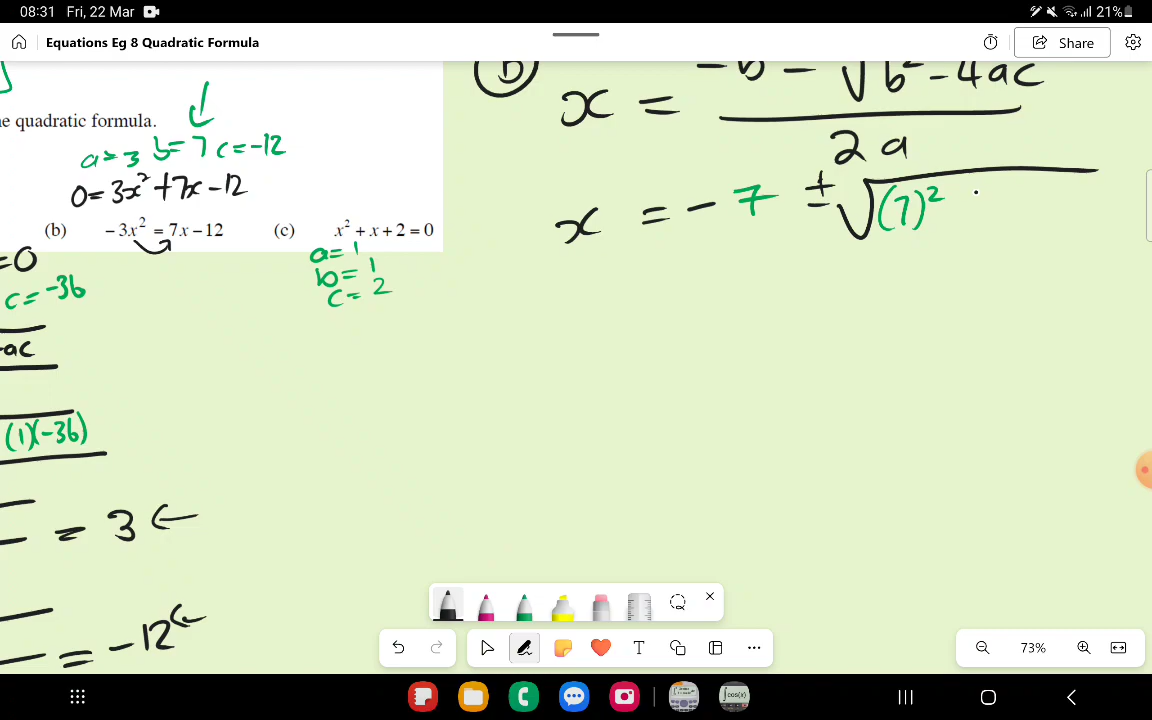 08:31 Fri, 22 Mar 21%
Equations Eg 8 Quadratic Formula
Share
e quadratic formula.
a = 3 b = 7 c = -12
0 = 3x² + 7x - 12
(b) - 3x² = 7x - 12 (c) x² + x + 2 = 0
a = 1
b = 1
c = 2
= 0
c = -36
ac
(1)(-36)
= 3 ←
= -12 ←
(b)
x = -b - √b² - 4ac
2a
x = - 7 ± √(7)²
T
73%
cos(x)